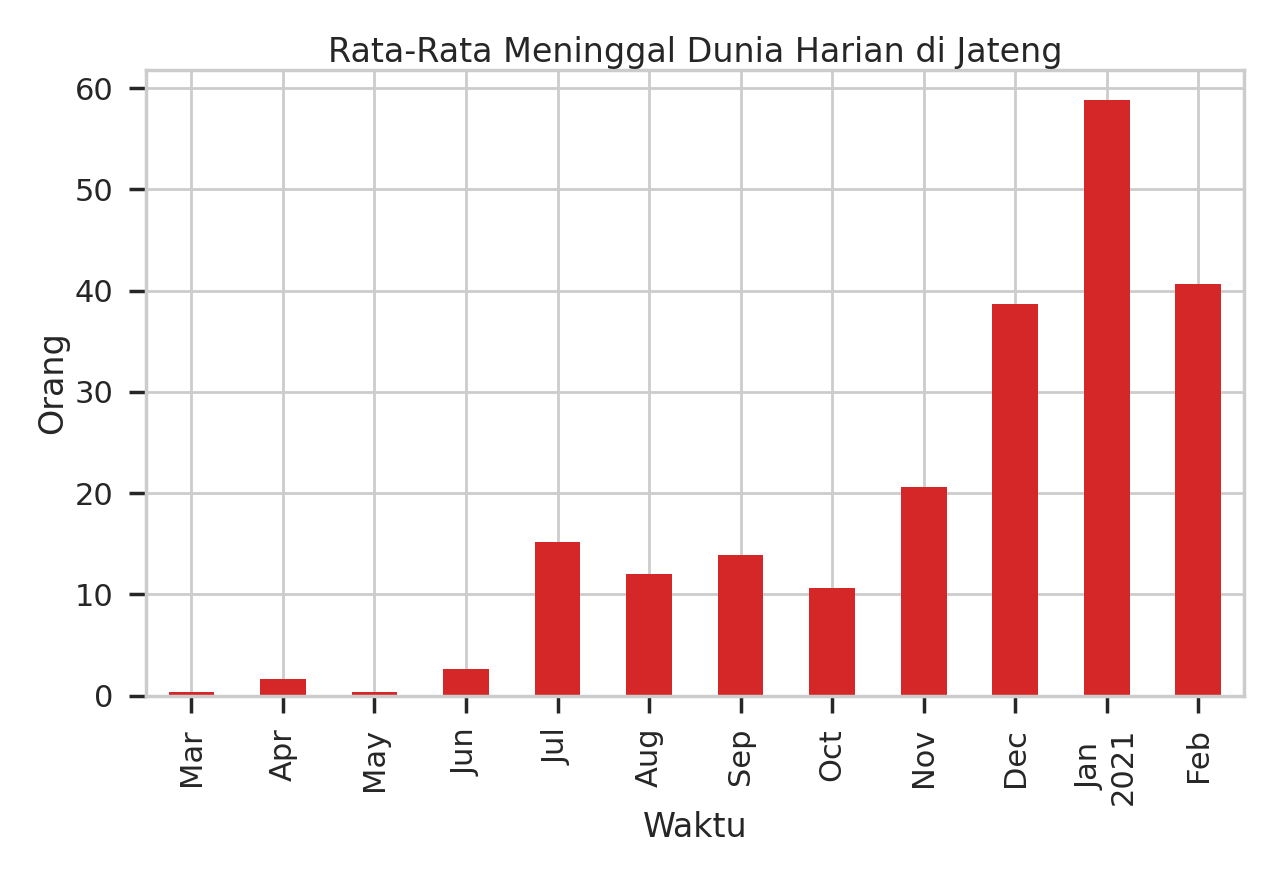 Rata-Rata Meninggal Dunia Harian di Jateng
60
50
40
30
20
10
0
Orang
Mar
Apr
May
Jun
Jul
Aug
Sep
Oct
Nov
Dec
Jan
2021
Feb
Waktu